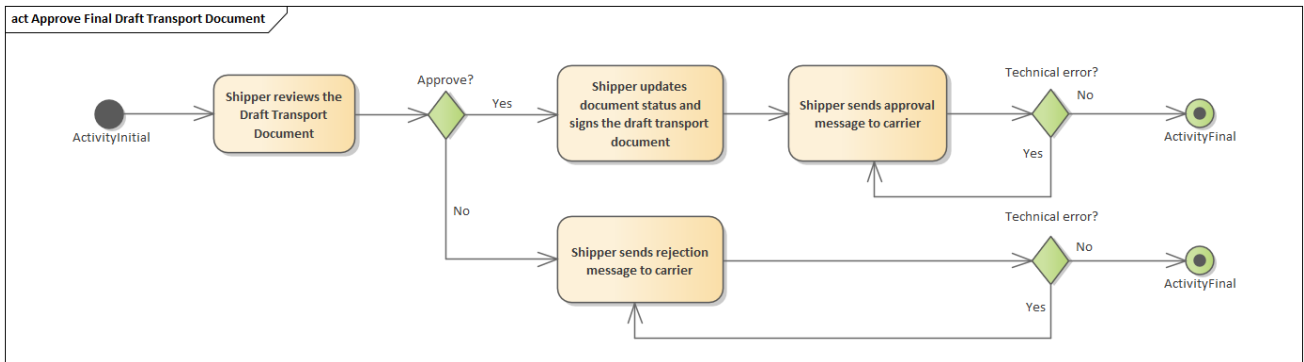 act Approve Final Draft Transport Document
ActivityInitial
Shipper reviews the
Draft Transport
Document
Approve?
Yes
No
Shipper updates
document status and
signs the draft transport
document
Shipper sends approval
message to carrier
Technical error?
No
Yes
ActivityFinal
Shipper sends rejection
message to carrier
Technical error?
No
Yes
ActivityFinal